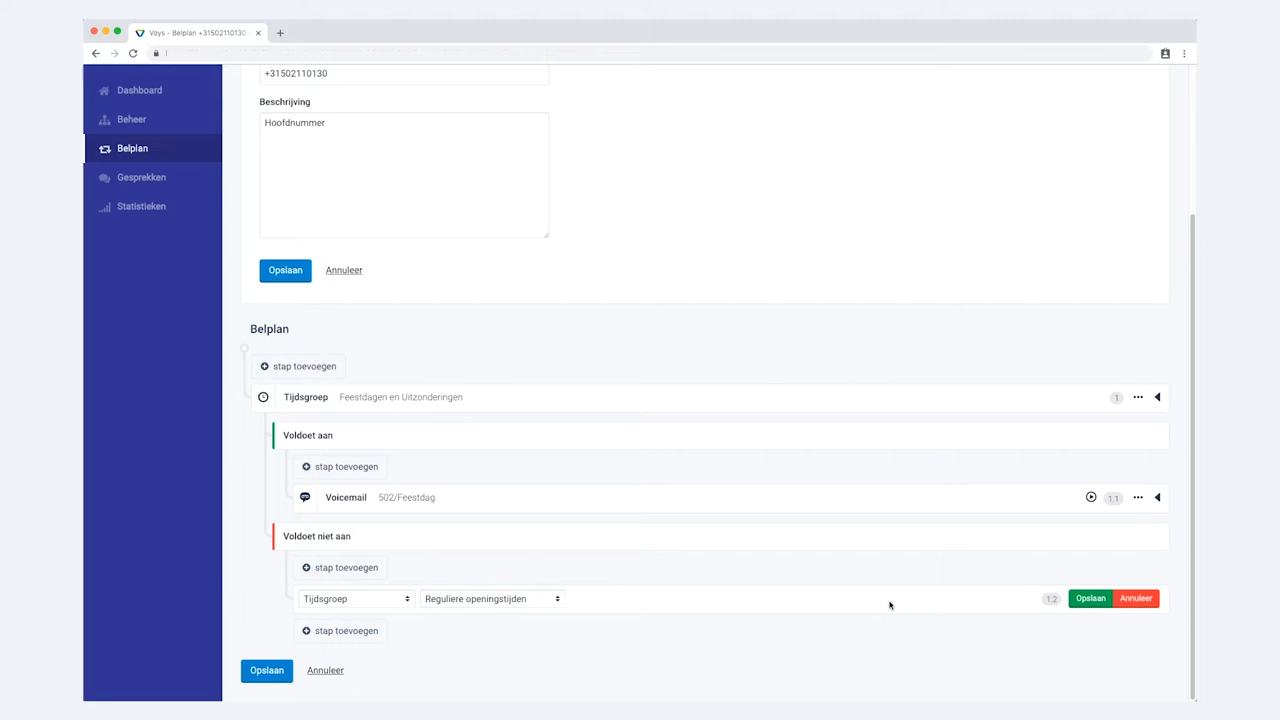 Voys - Belplan +31502110130
+31502110130
Dashboard
Beheer
Belplan
Gesprekken
Statistieken
Beschrijving
Hoofdnummer
Opslaan Annuleer
Belplan
stap toevoegen
Tijdsgroep Feestdagen en Uitzonderingen 1
Voldoet aan
stap toevoegen
Voicemail 502/Feestdag 1.1
Voldoet niet aan
stap toevoegen
Tijdsgroep Reguliere openingstijden 1.2 Opslaan Annuleer
stap toevoegen
Opslaan Annuleer